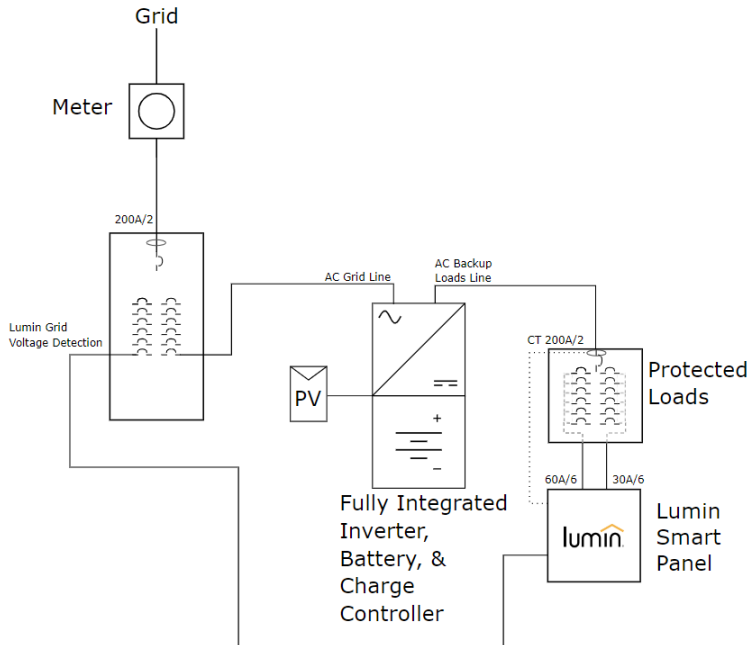 Grid
Meter
200A/2
AC Grid Line
AC Backup
Loads Line
Lumin Grid
Voltage Detection
CT 200A/2
Protected
Loads
PV
+
−
60A/6
30A/6
lumin
Fully Integrated
Inverter,
Battery, &
Charge
Controller
Lumin
Smart
Panel